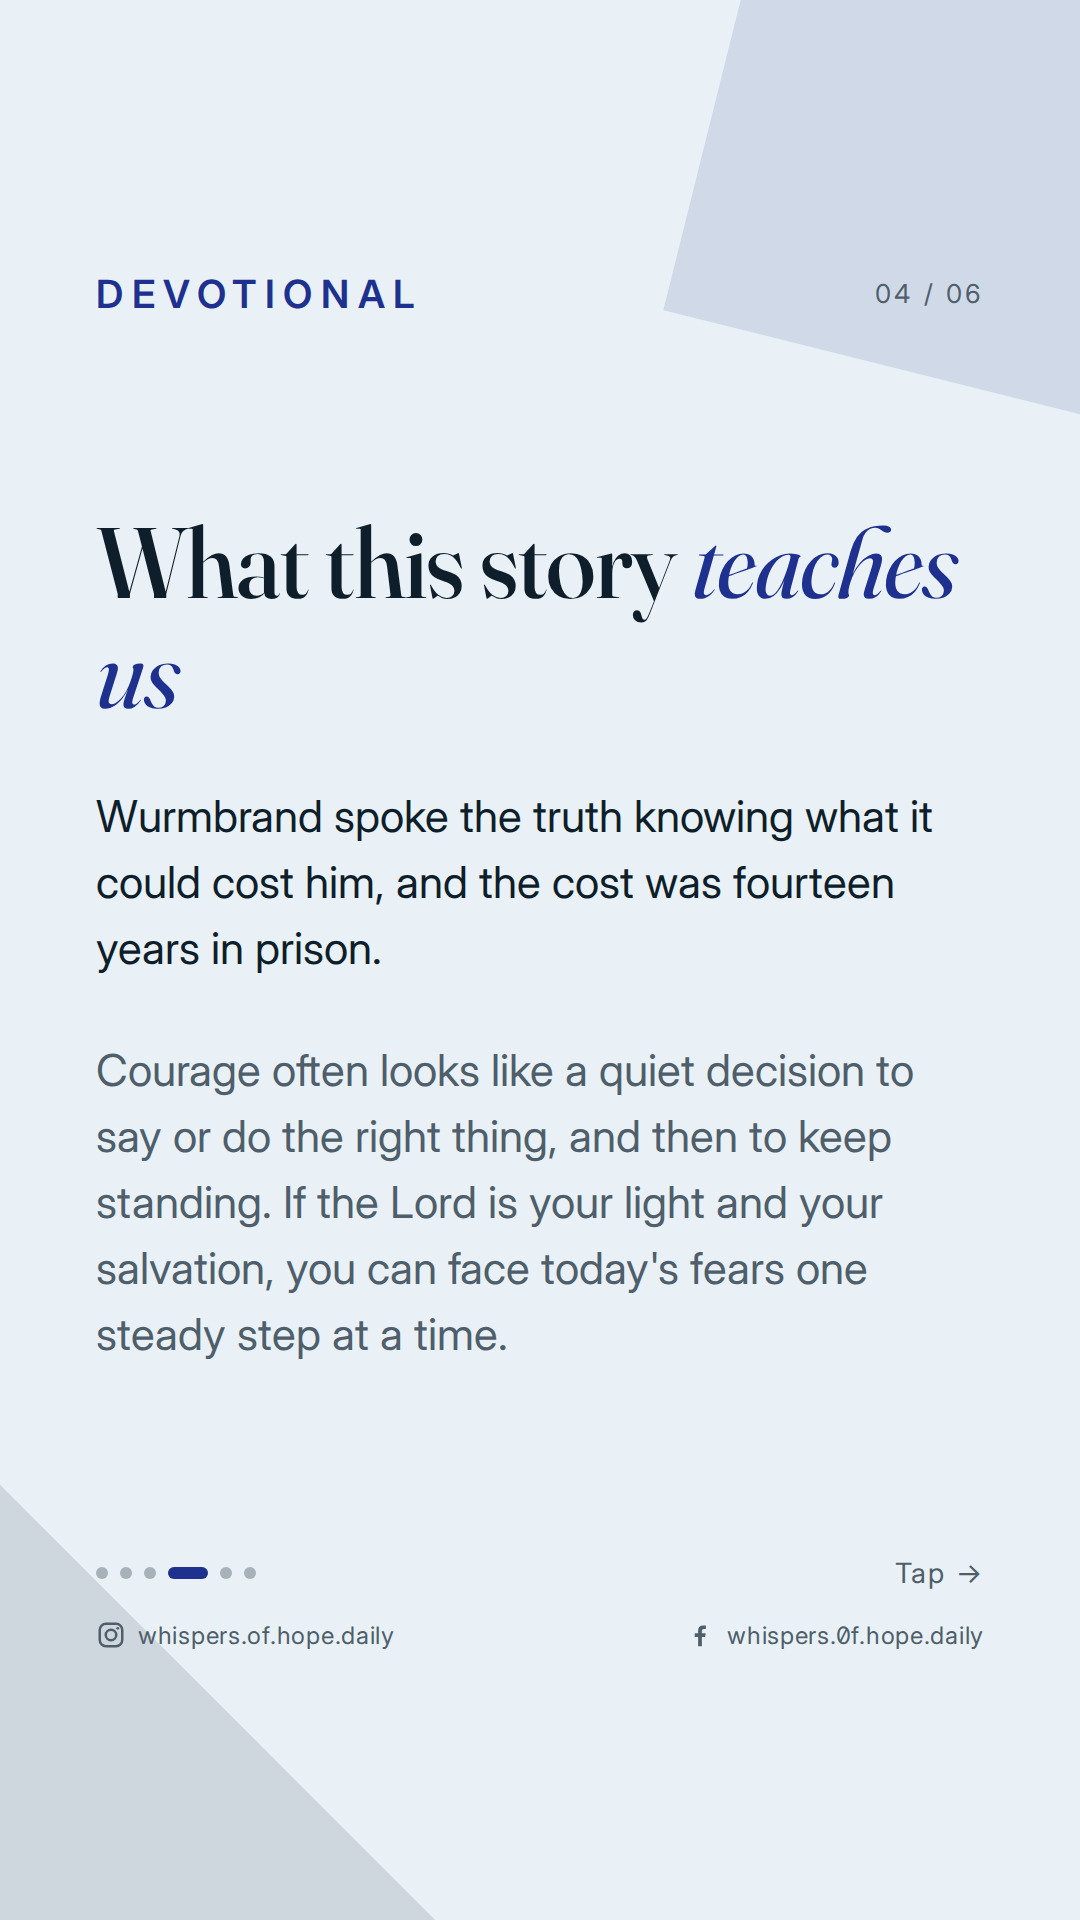 DEVOTIONAL
04 / 06
What this story teaches
us
Wurmbrand spoke the truth knowing what it
could cost him, and the cost was fourteen
years in prison.
Courage often looks like a quiet decision to
say or do the right thing, and then to keep
standing. If the Lord is your light and your
salvation, you can face today's fears one
steady step at a time.
Tap →
whispers.of.hope.daily
whispers.0f.hope.daily